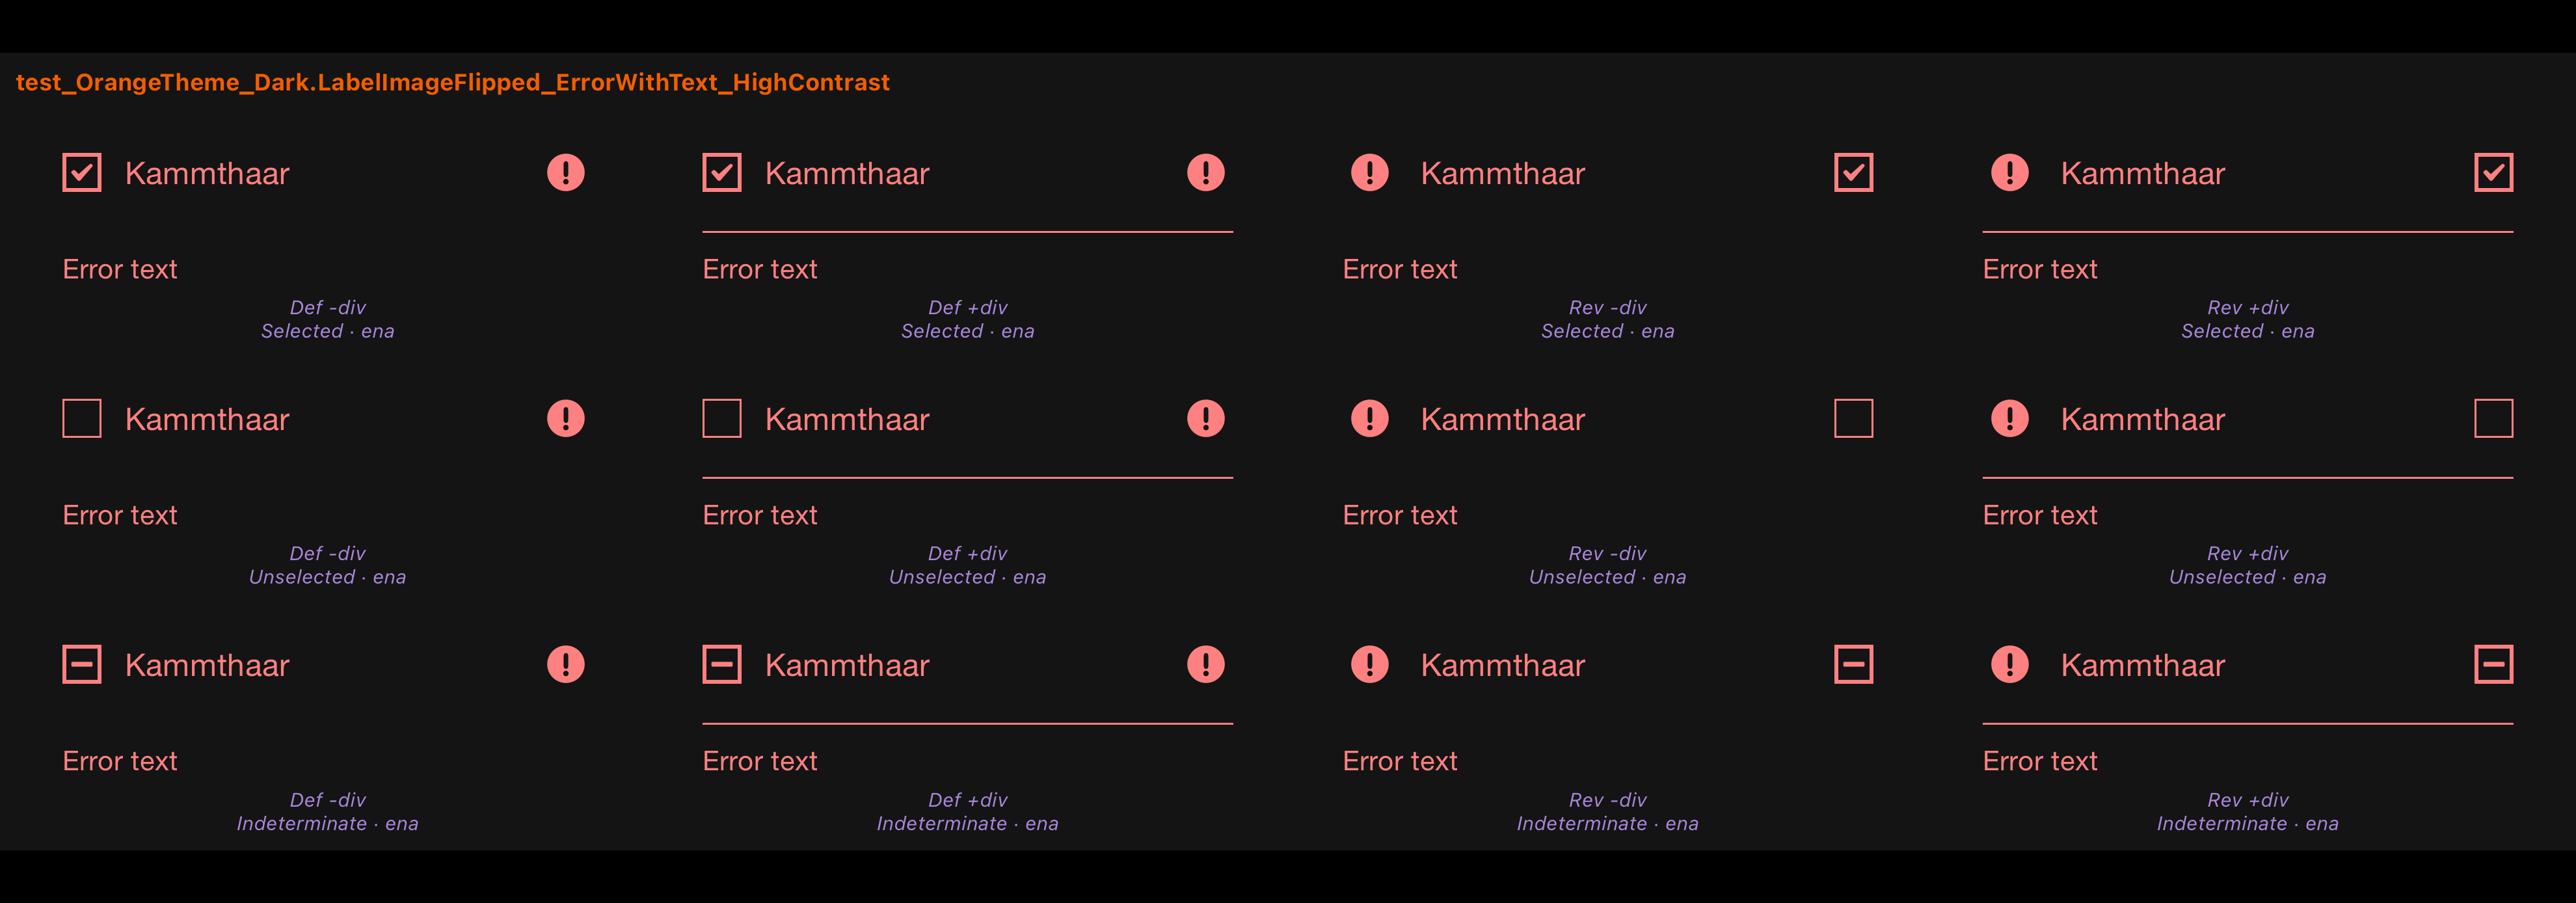 test_OrangeTheme_Dark.LabelImageFlipped_ErrorWithText_HighContrast
Kammthaar
Error text
Def -div
Selected · ena
Kammthaar
Error text
Def +div
Selected · ena
Kammthaar
Error text
Rev -div
Selected · ena
Kammthaar
Error text
Rev +div
Selected · ena
Kammthaar
Error text
Def -div
Unselected · ena
Kammthaar
Error text
Def +div
Unselected · ena
Kammthaar
Error text
Rev -div
Unselected · ena
Kammthaar
Error text
Rev +div
Unselected · ena
Kammthaar
Error text
Def -div
Indeterminate · ena
Kammthaar
Error text
Def +div
Indeterminate · ena
Kammthaar
Error text
Rev -div
Indeterminate · ena
Kammthaar
Error text
Rev +div
Indeterminate · ena